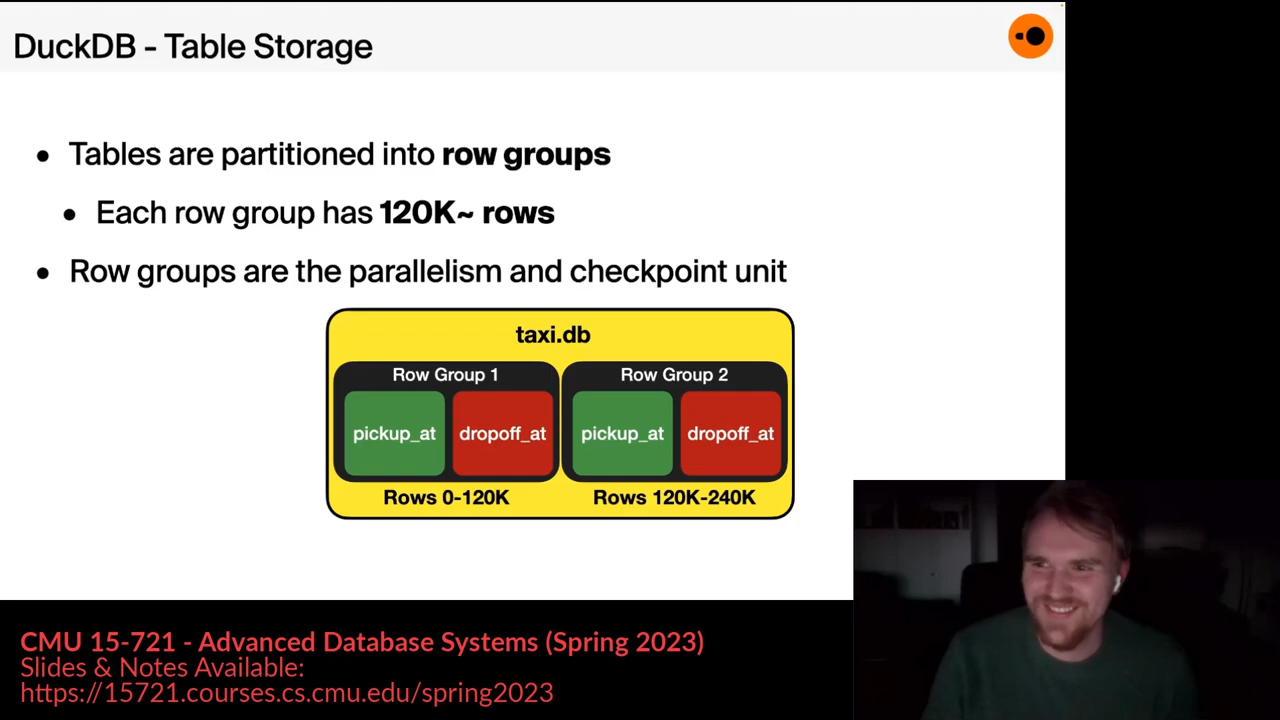 DuckDB - Table Storage
• Tables are partitioned into row groups
• Each row group has 120K~ rows
• Row groups are the parallelism and checkpoint unit
taxi.db
Row Group 1
Row Group 2
pickup_at
dropoff_at
pickup_at
dropoff_at
Rows 0-120K
Rows 120K-240K
CMU 15-721 - Advanced Database Systems (Spring 2023)
Slides & Notes Available:
https://15721.courses.cs.cmu.edu/spring2023